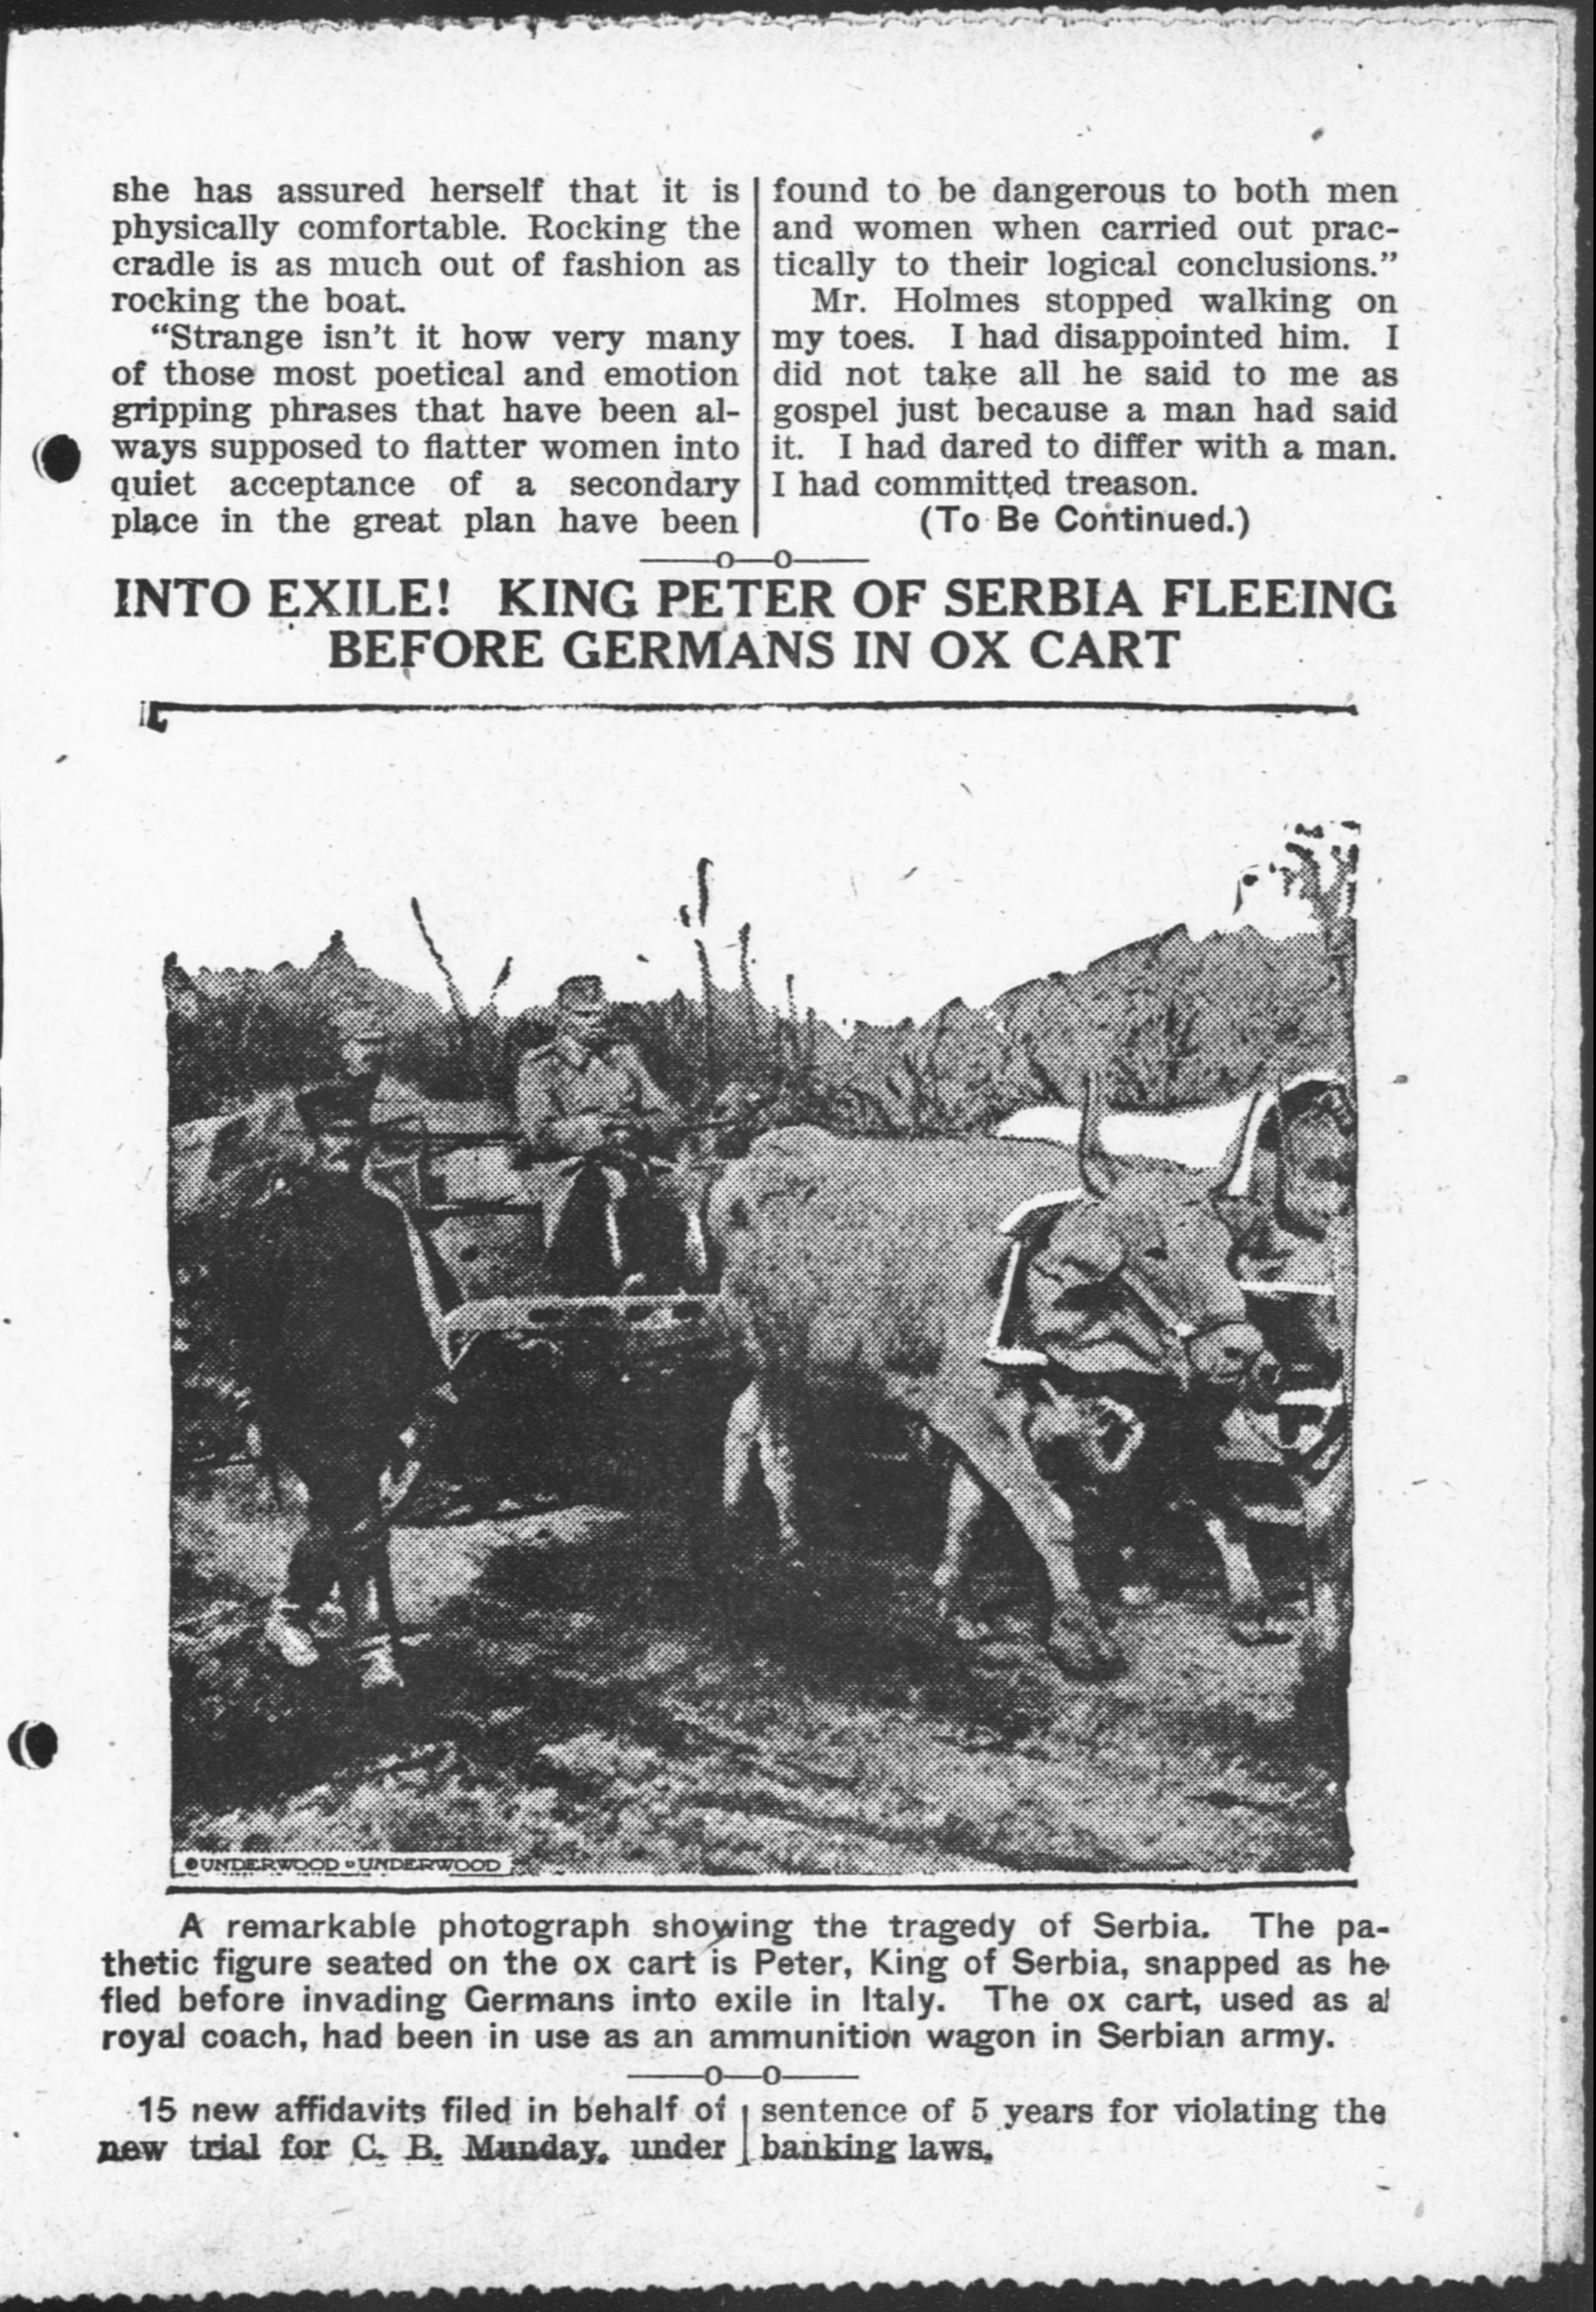 she has assured herself that it is
physically comfortable. Rocking the
cradle is as much out of fashion as
rocking the boat.
"Strange isn't it how very many
of those most poetical and emotion
gripping phrases that have been al-
ways supposed to flatter women into
quiet acceptance of a secondary
place in the great plan have been
found to be dangerous to both men
and women when carried out prac-
tically to their logical conclusions."
Mr. Holmes stopped walking on
my toes. I had disappointed him. I
did not take all he said to me as
gospel just because a man had said
it. I had dared to differ with a man.
I had committed treason.
(To Be Continued.)
——o—o——
INTO EXILE! KING PETER OF SERBIA FLEEING
BEFORE GERMANS IN OX CART
UNDERWOOD & UNDERWOOD
A remarkable photograph showing the tragedy of Serbia. The pa-
thetic figure seated on the ox cart is Peter, King of Serbia, snapped as he
fled before invading Germans into exile in Italy. The ox cart, used as a
royal coach, had been in use as an ammunition wagon in Serbian army.
——o—o——
15 new affidavits filed in behalf of
new trial for C. B. Munday, under
sentence of 5 years for violating the
banking laws.